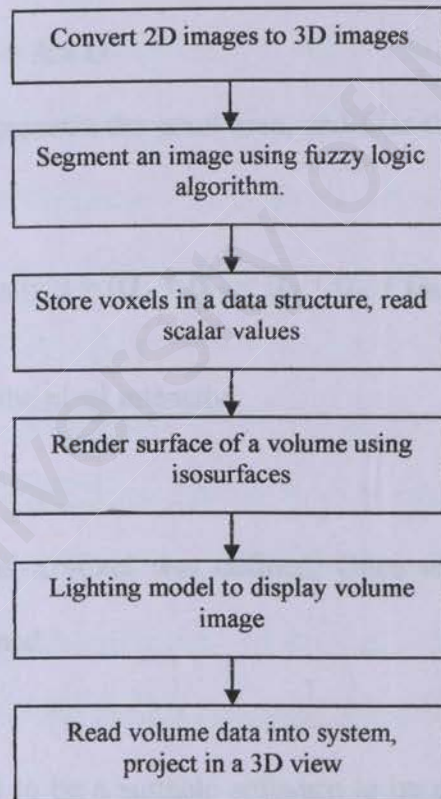 Convert 2D images to 3D images
Segment an image using fuzzy logic
algorithm.
Store voxels in a data structure, read
scalar values
Render surface of a volume using
isosurfaces
Lighting model to display volume
image
Read volume data into system,
project in a 3D view